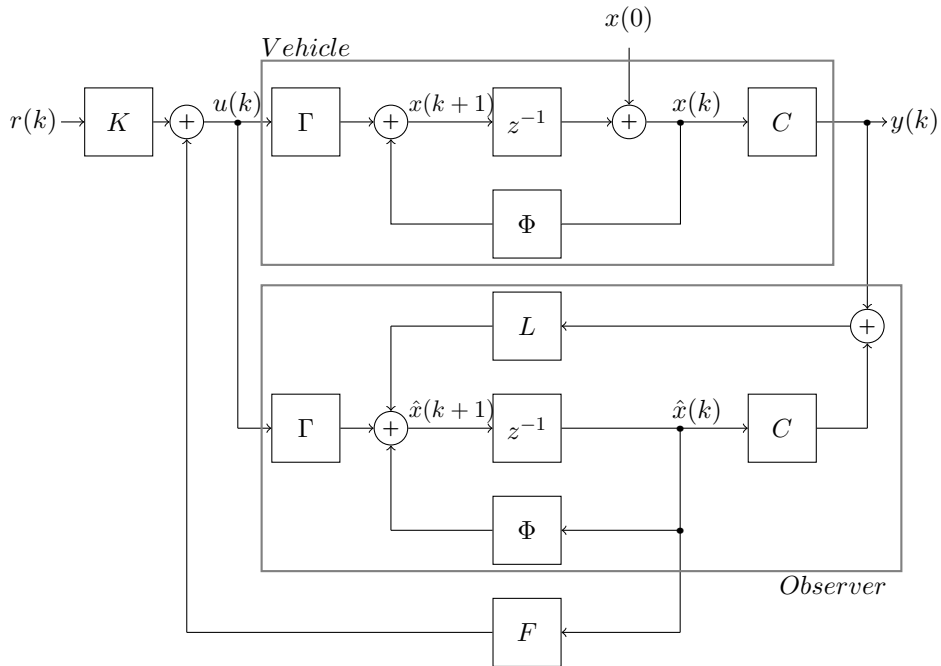 x(0)
Vehicle
r(k)
K
+
u(k)
Γ
+
x(k + 1)
z⁻¹
+
x(k)
C
y(k)
Φ
L
+
Γ
+
x̂(k + 1)
z⁻¹
x̂(k)
C
Φ
Observer
F